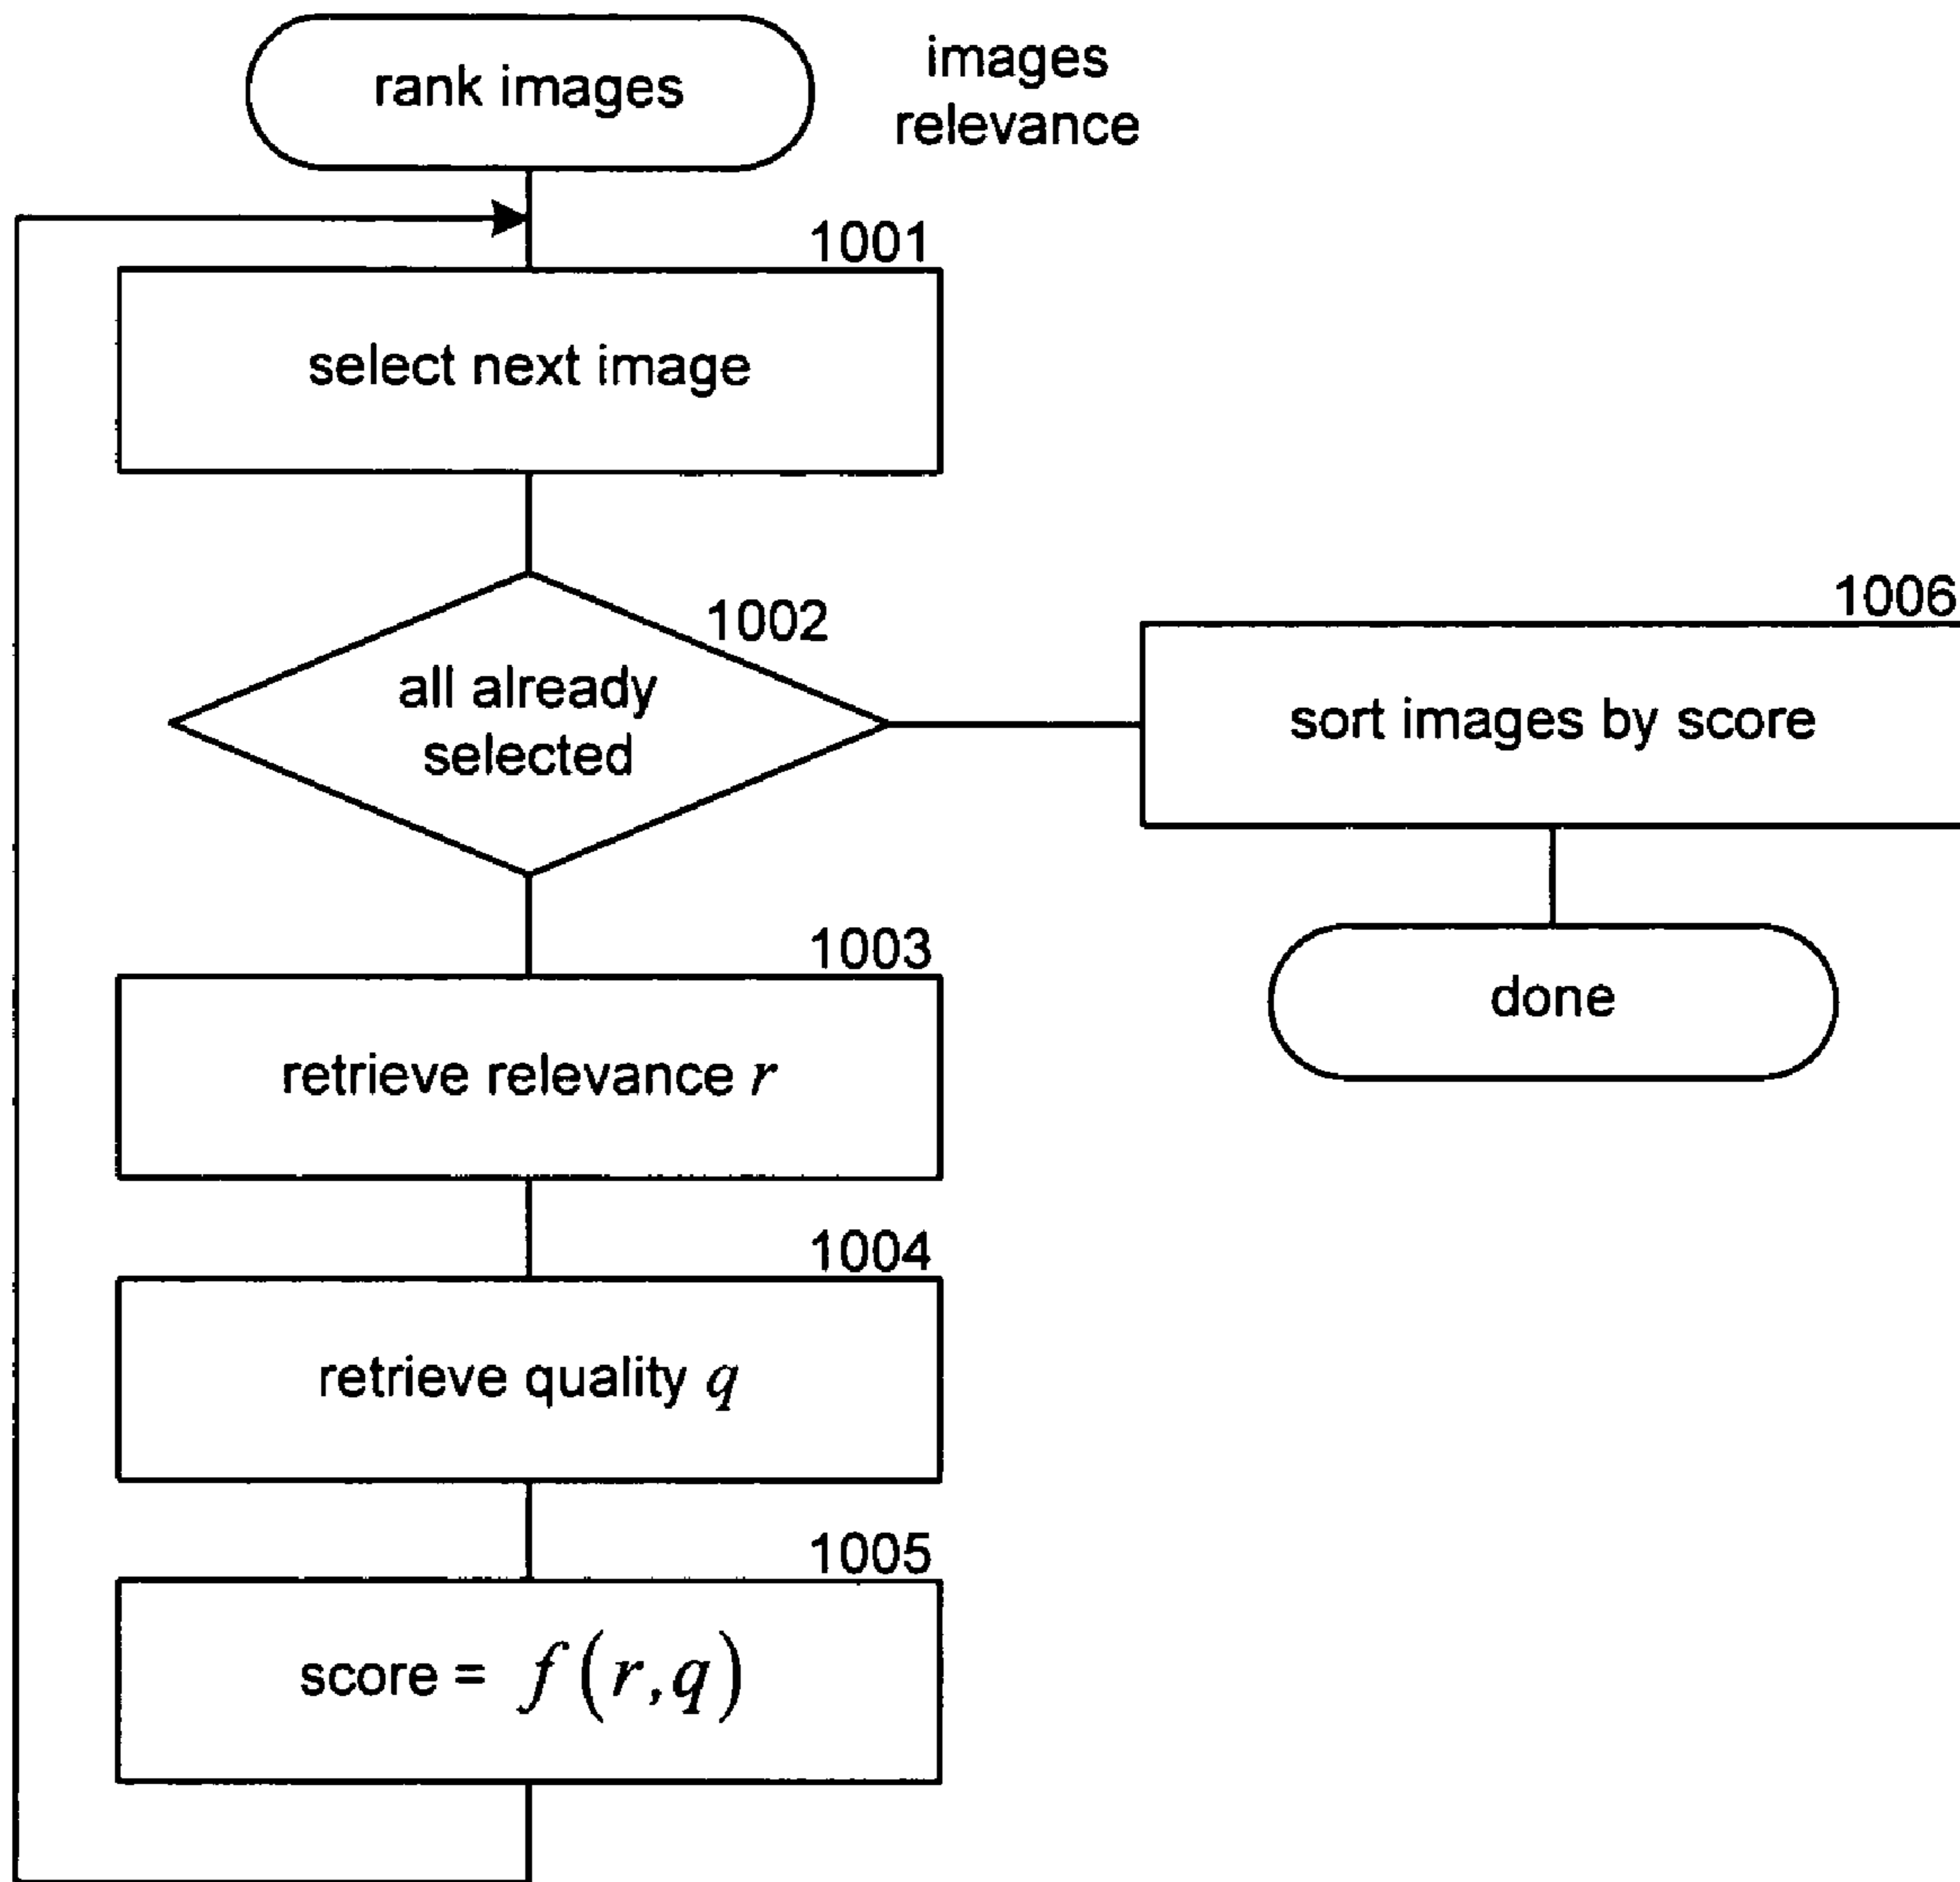 rank images
images
relevance
1001
select next image
1002
all already
selected
1006
sort images by score
done
1003
retrieve relevance r
1004
retrieve quality q
1005
score = f(r,q)